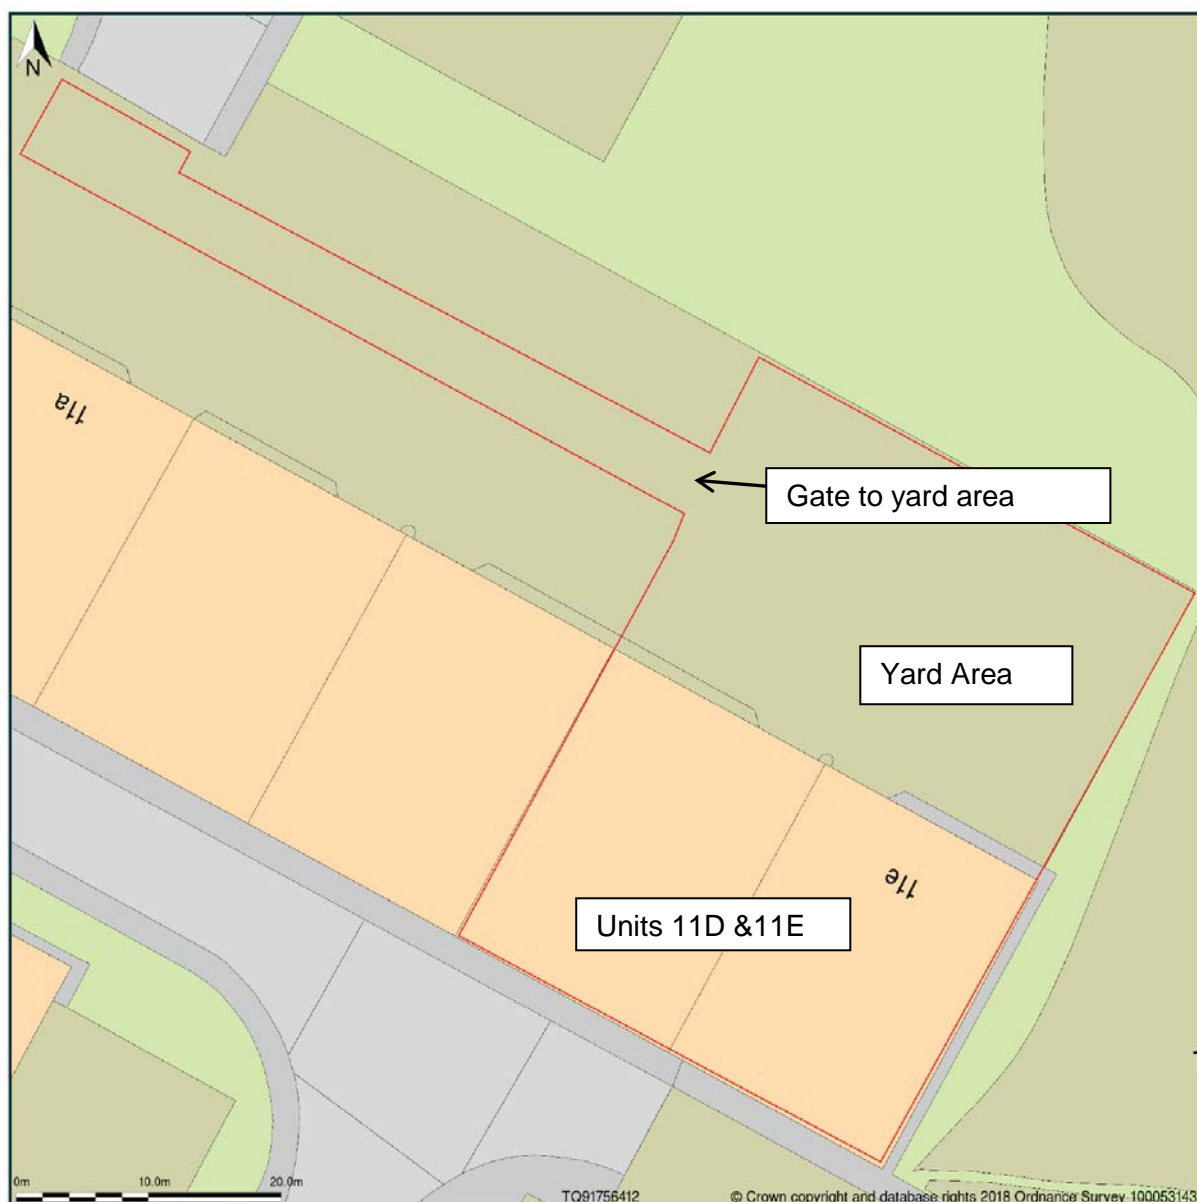 N
11a
Gate to yard area
Yard Area
11e
Units 11D &11E
0m 10.0m 20.0m
TQ91756412
© Crown copyright and database rights 2018 Ordnance Survey 100053143